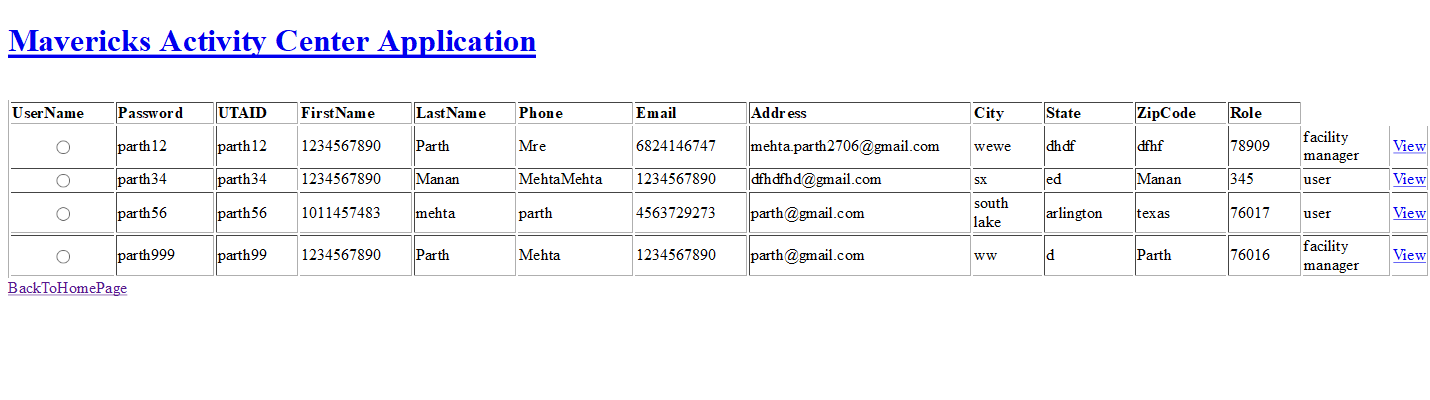 Mavericks Activity Center Application
UserName Password UTAID FirstName LastName Phone Email Address City State ZipCode Role
parth12 parth12 1234567890 Parth Mre 6824146747 mehta.parth2706@gmail.com wewe dhdf dfhf 78909 facility manager View
parth34 parth34 1234567890 Manan MehtaMehta 1234567890 dfhdfhd@gmail.com sx ed Manan 345 user View
parth56 parth56 1011457483 mehta parth 4563729273 parth@gmail.com south lake arlington texas 76017 user View
parth999 parth99 1234567890 Parth Mehta 1234567890 parth@gmail.com ww d Parth 76016 facility manager View
BackToHomePage